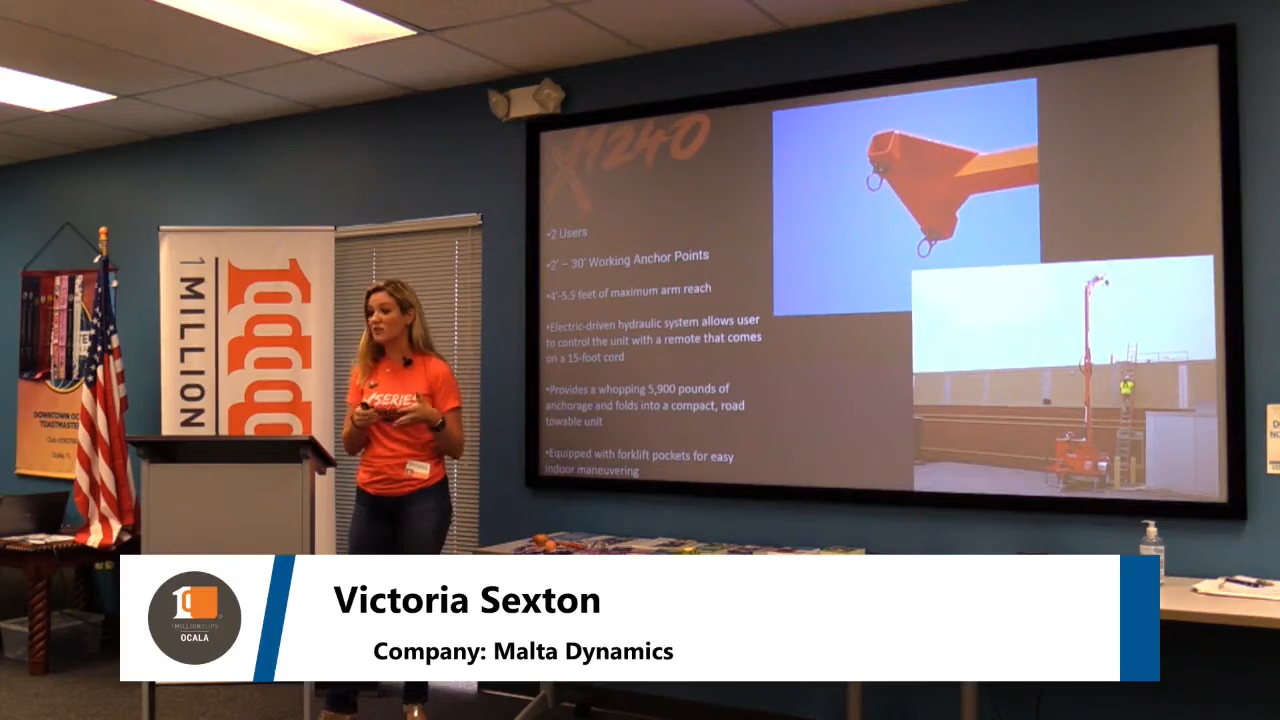 X1240
•2 Users
•2' – 30' Working Anchor Points
•4'-5.5 feet of maximum arm reach
•Electric-driven hydraulic system allows user
to control the unit with a remote that comes
on a 15-foot cord
•Provides a whopping 5,900 pounds of
anchorage and folds into a compact, road
towable unit
•Equipped with forklift pockets for easy
indoor maneuvering
1 MILLION
SERIES
DOWNTOWN
TOASTMASTER
1 MILLION CUPS
OCALA
Victoria Sexton
Company: Malta Dynamics